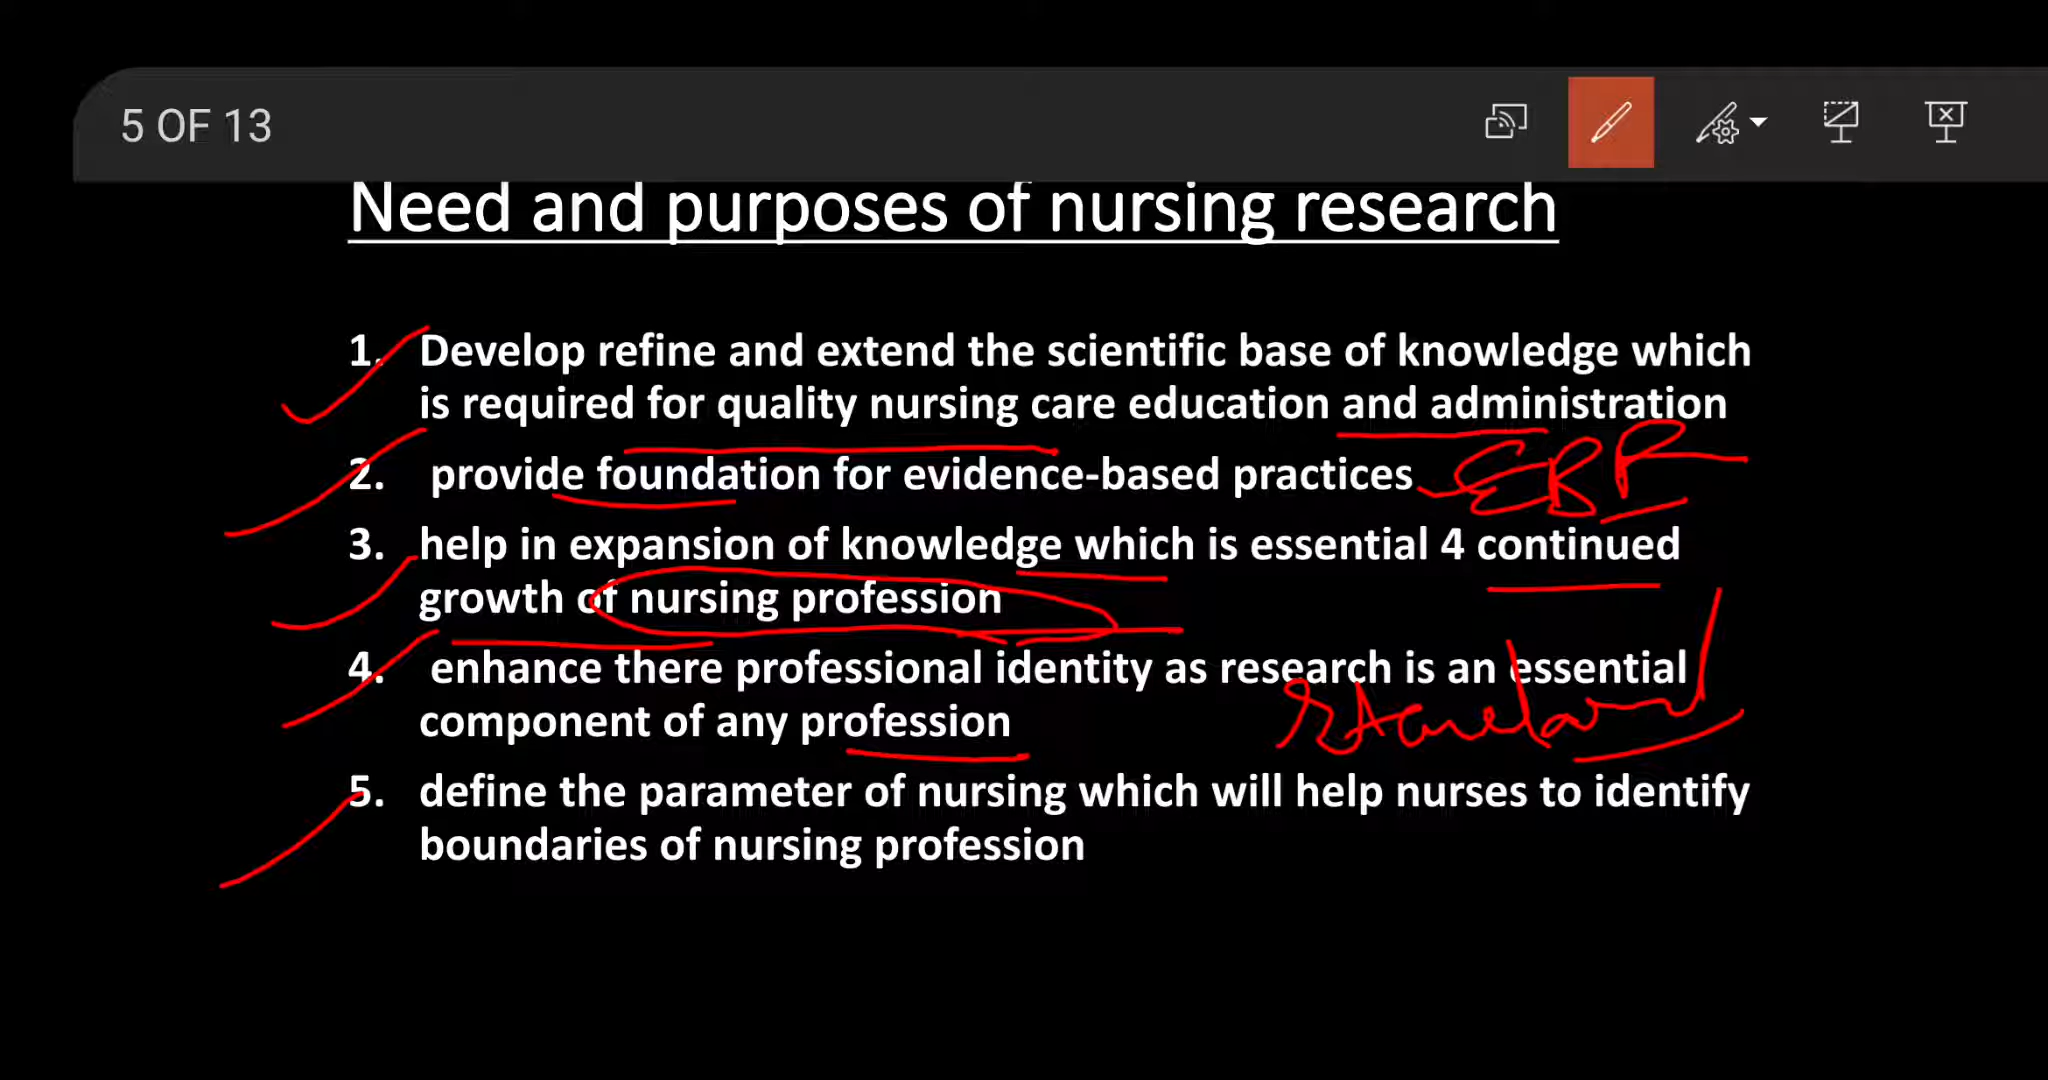 5 OF 13
Need and purposes of nursing research
1. Develop refine and extend the scientific base of knowledge which
is required for quality nursing care education and administration
2. provide foundation for evidence-based practices EBP
3. help in expansion of knowledge which is essential 4 continued
growth of nursing profession
4. enhance there professional identity as research is an essential
component of any profession standard
5. define the parameter of nursing which will help nurses to identify
boundaries of nursing profession